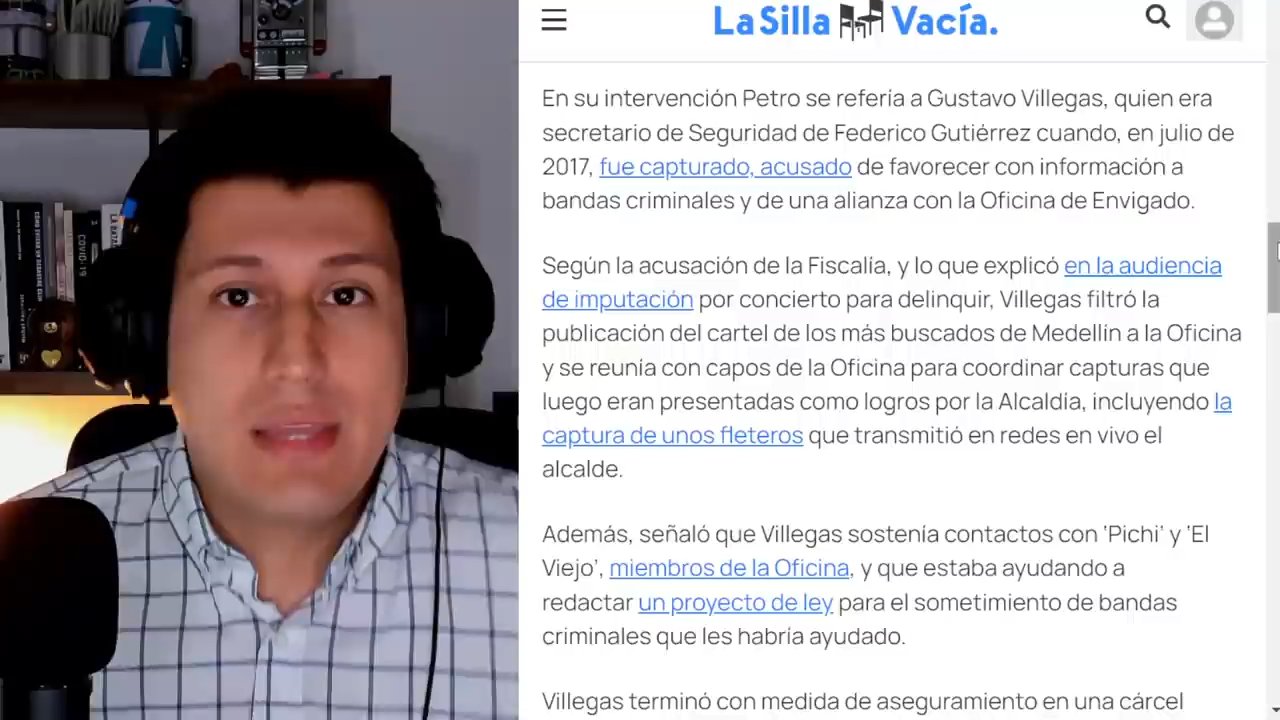 La Silla Vacía.
En su intervención Petro se refería a Gustavo Villegas, quien era
secretario de Seguridad de Federico Gutiérrez cuando, en julio de
2017, fue capturado, acusado de favorecer con información a
bandas criminales y de una alianza con la Oficina de Envigado.
Según la acusación de la Fiscalía, y lo que explicó en la audiencia
de imputación por concierto para delinquir, Villegas filtró la
publicación del cartel de los más buscados de Medellín a la Oficina
y se reunía con capos de la Oficina para coordinar capturas que
luego eran presentadas como logros por la Alcaldía, incluyendo la
captura de unos fleteros que transmitió en redes en vivo el
alcalde.
Además, señaló que Villegas sostenía contactos con ‘Pichi’ y ‘El
Viejo’, miembros de la Oficina, y que estaba ayudando a
redactar un proyecto de ley para el sometimiento de bandas
criminales que les habría ayudado.
Villegas terminó con medida de aseguramiento en una cárcel
COVID-19